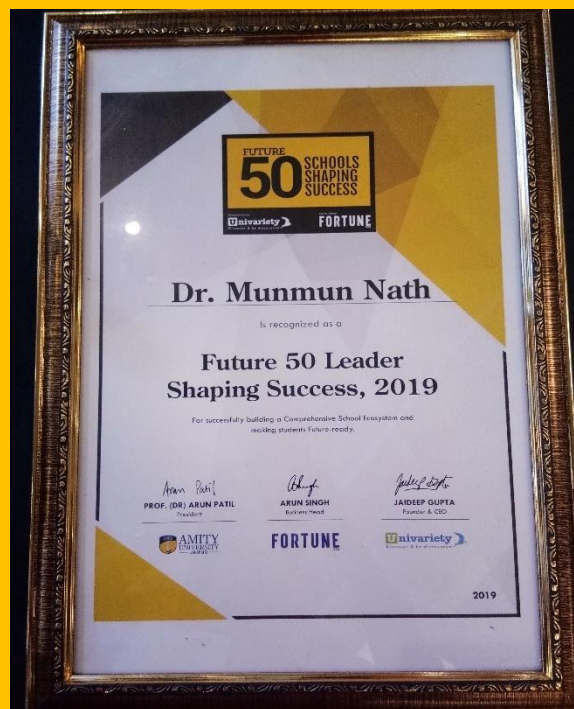 FUTURE
50 SCHOOLS
SHAPING
SUCCESS
Univariety
FORTUNE
Dr. Munmun Nath
Is recognized as a
Future 50 Leader
Shaping Success, 2019
For successfully building a Comprehensive School Ecosystem and
making students Future-ready.
Arun Patil
PROF. (DR) ARUN PATIL ARUN SINGH JAIDEEP GUPTA
President Business Head Founder & CEO
AMITY
UNIVERSITY
FORTUNE
Univariety
2019